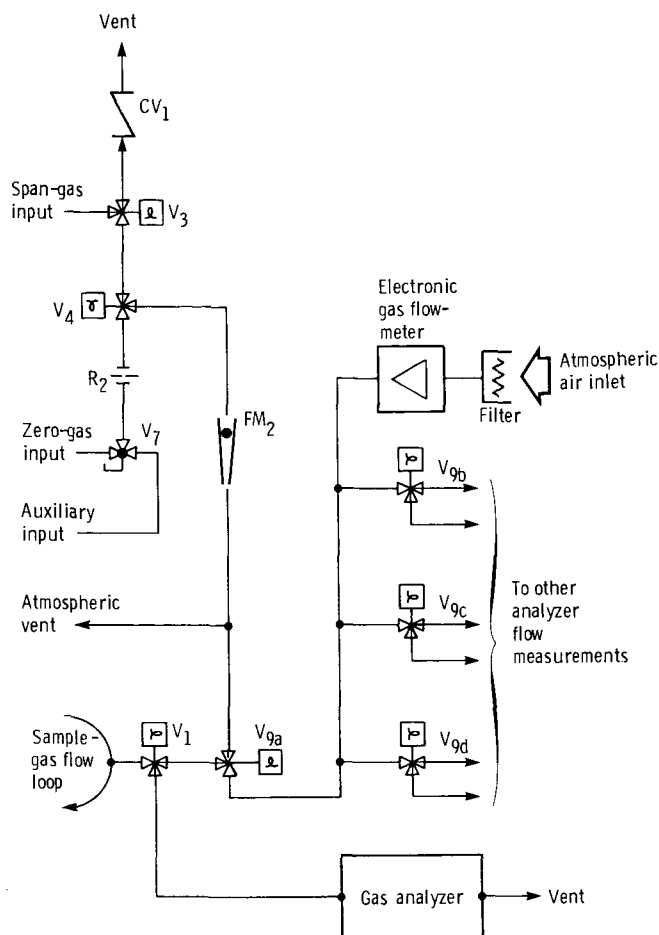 Vent
CV1
Span-gas
input
V3
V4
R2
Zero-gas
input
V7
Auxiliary
input
FM2
Electronic
gas flow-
meter
Filter
Atmospheric
air inlet
V9b
V9c
V9d
To other
analyzer
flow
measurements
Atmospheric
vent
Sample-
gas flow
loop
V1
V9a
Gas analyzer
Vent